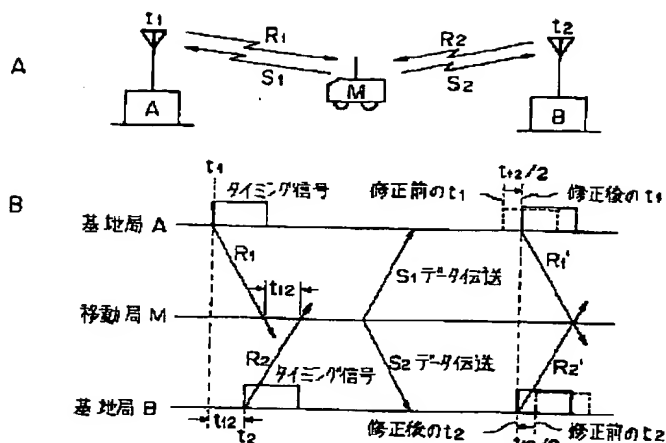 A
t1
R1
S1
A
M
R2
S2
t2
B
B
t1
タイミング信号
修正前のt1
t12/2
修正後のt1
基地局 A
R1
t12
S1データ伝送
R1'
移動局 M
R2
タイミング信号
S2データ伝送
R2'
基地局 B
t12
t2
修正後のt2
t12/2
修正前のt2